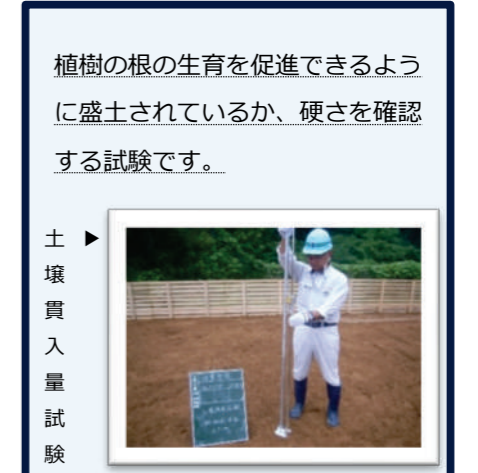 植樹の根の生育を促進できるよう
に盛土されているか、硬さを確認
する試験です。
▶
土壌貫入量試験